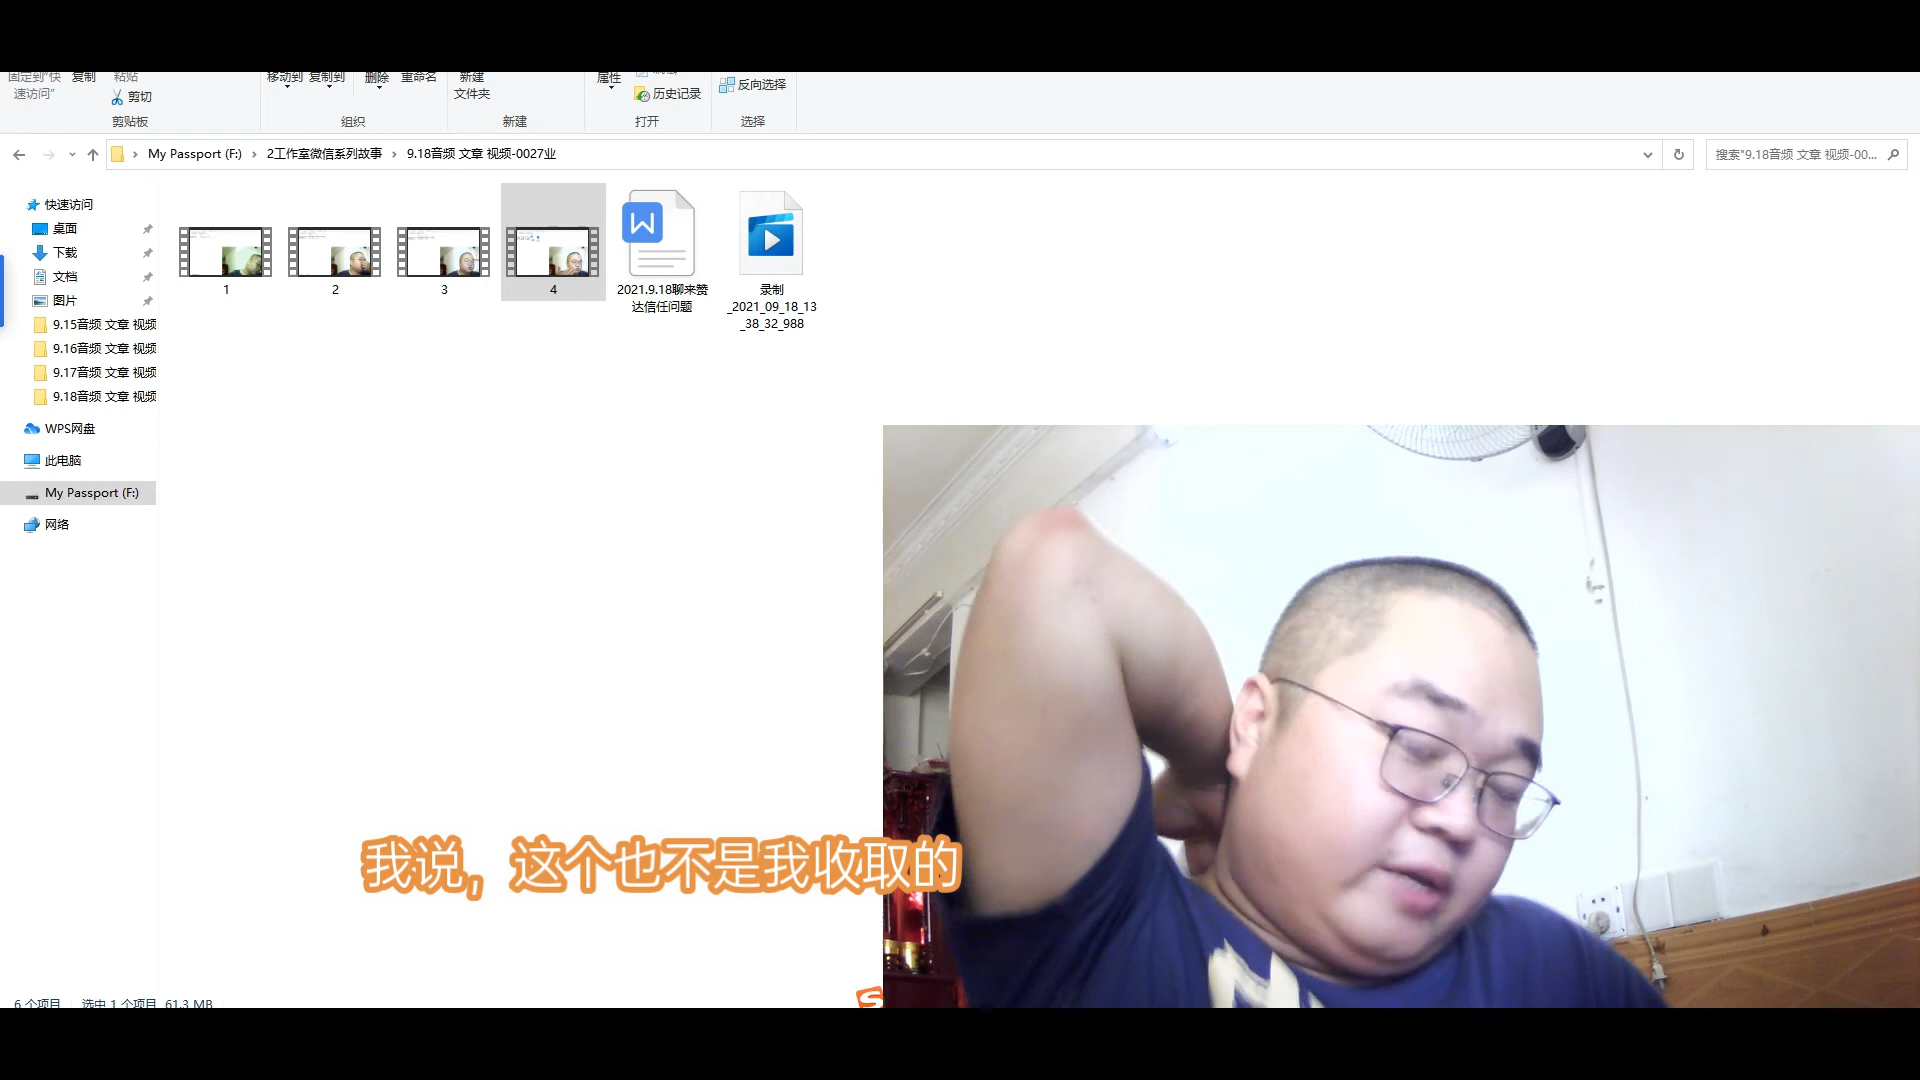 固定到"快
速访问"
复制
粘贴
剪切
剪贴板
移动到
复制到
删除
重命名
组织
新建
文件夹
新建
属性
历史记录
打开
反向选择
选择
My Passport (F:) › 2工作室微信系列故事 › 9.18音频 文章 视频-0027业
搜索"9.18音频 文章 视频-00...
快速访问
桌面
下载
文档
图片
9.15音频 文章 视频
9.16音频 文章 视频
9.17音频 文章 视频
9.18音频 文章 视频
WPS网盘
此电脑
My Passport (F:)
网络
1
2
3
4
2021.9.18聊来赞
达信任问题
录制
_2021_09_18_13
_38_32_988
我说，这个也不是我收取的
6 个项目
选中 1 个项目 61.3 MB